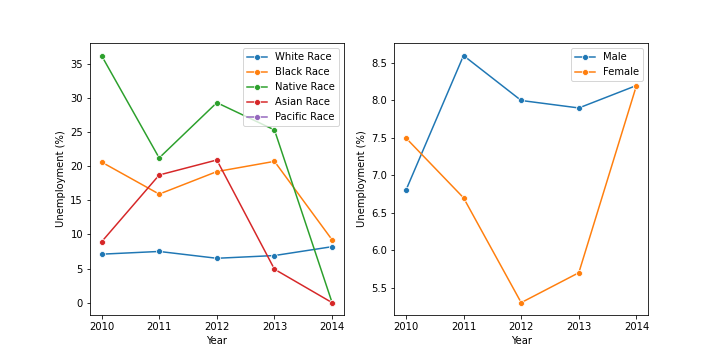 White Race
Black Race
Native Race
Asian Race
Pacific Race
35
30
25
20
15
10
5
0
Unemployment (%)
2010 2011 2012 2013 2014
Year
Male
Female
8.5
8.0
7.5
7.0
6.5
6.0
5.5
Unemployment (%)
2010 2011 2012 2013 2014
Year